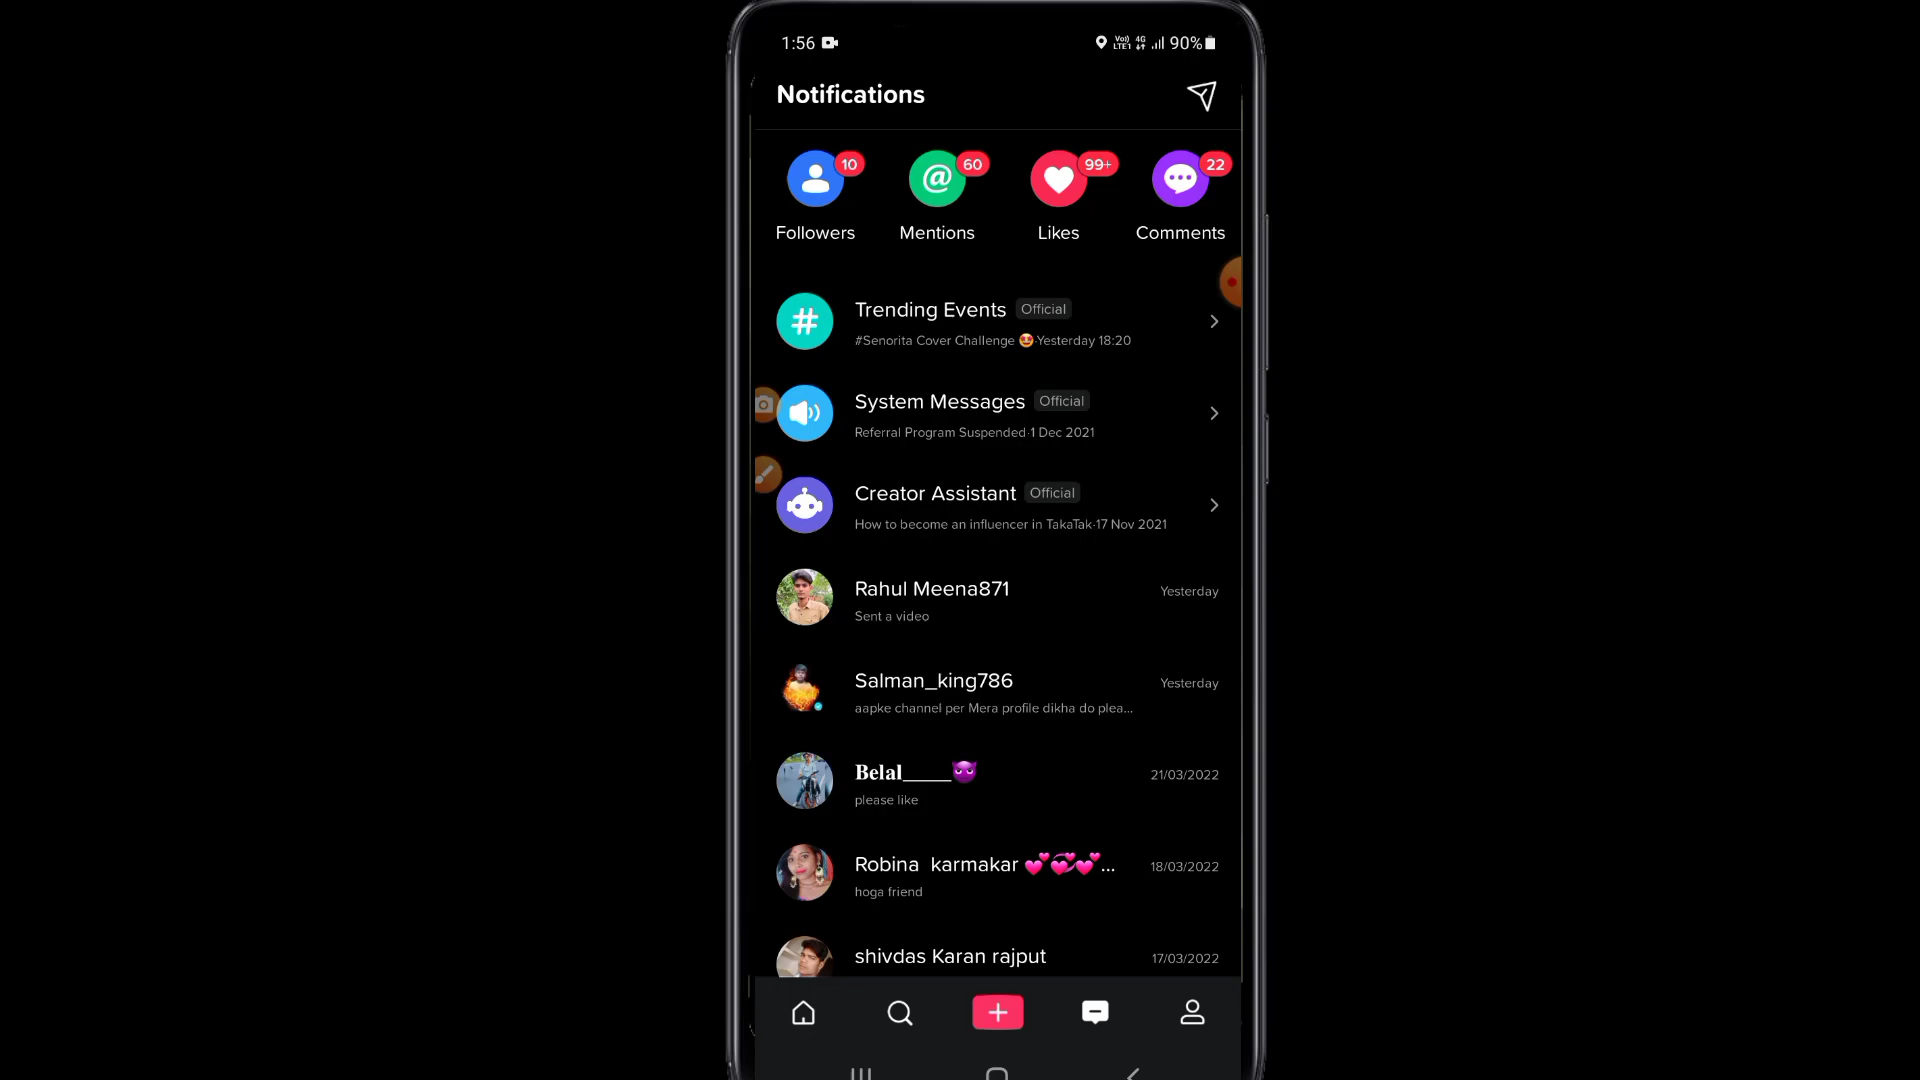 1:56
Vo)) LTE1 4G 90%
Notifications
10 60 99+ 22
Followers Mentions Likes Comments
Trending Events Official
#Senorita Cover Challenge 🤩·Yesterday 18:20
System Messages Official
Referral Program Suspended·1 Dec 2021
Creator Assistant Official
How to become an influencer in TakaTak·17 Nov 2021
Rahul Meena871 Yesterday
Sent a video
Salman_king786 Yesterday
aapke channel per Mera profile dikha do plea...
𝐁𝐞𝐥𝐚𝐥____😈 21/03/2022
please like
Robina karmakar 💕💞💕... 18/03/2022
hoga friend
shivdas Karan rajput 17/03/2022